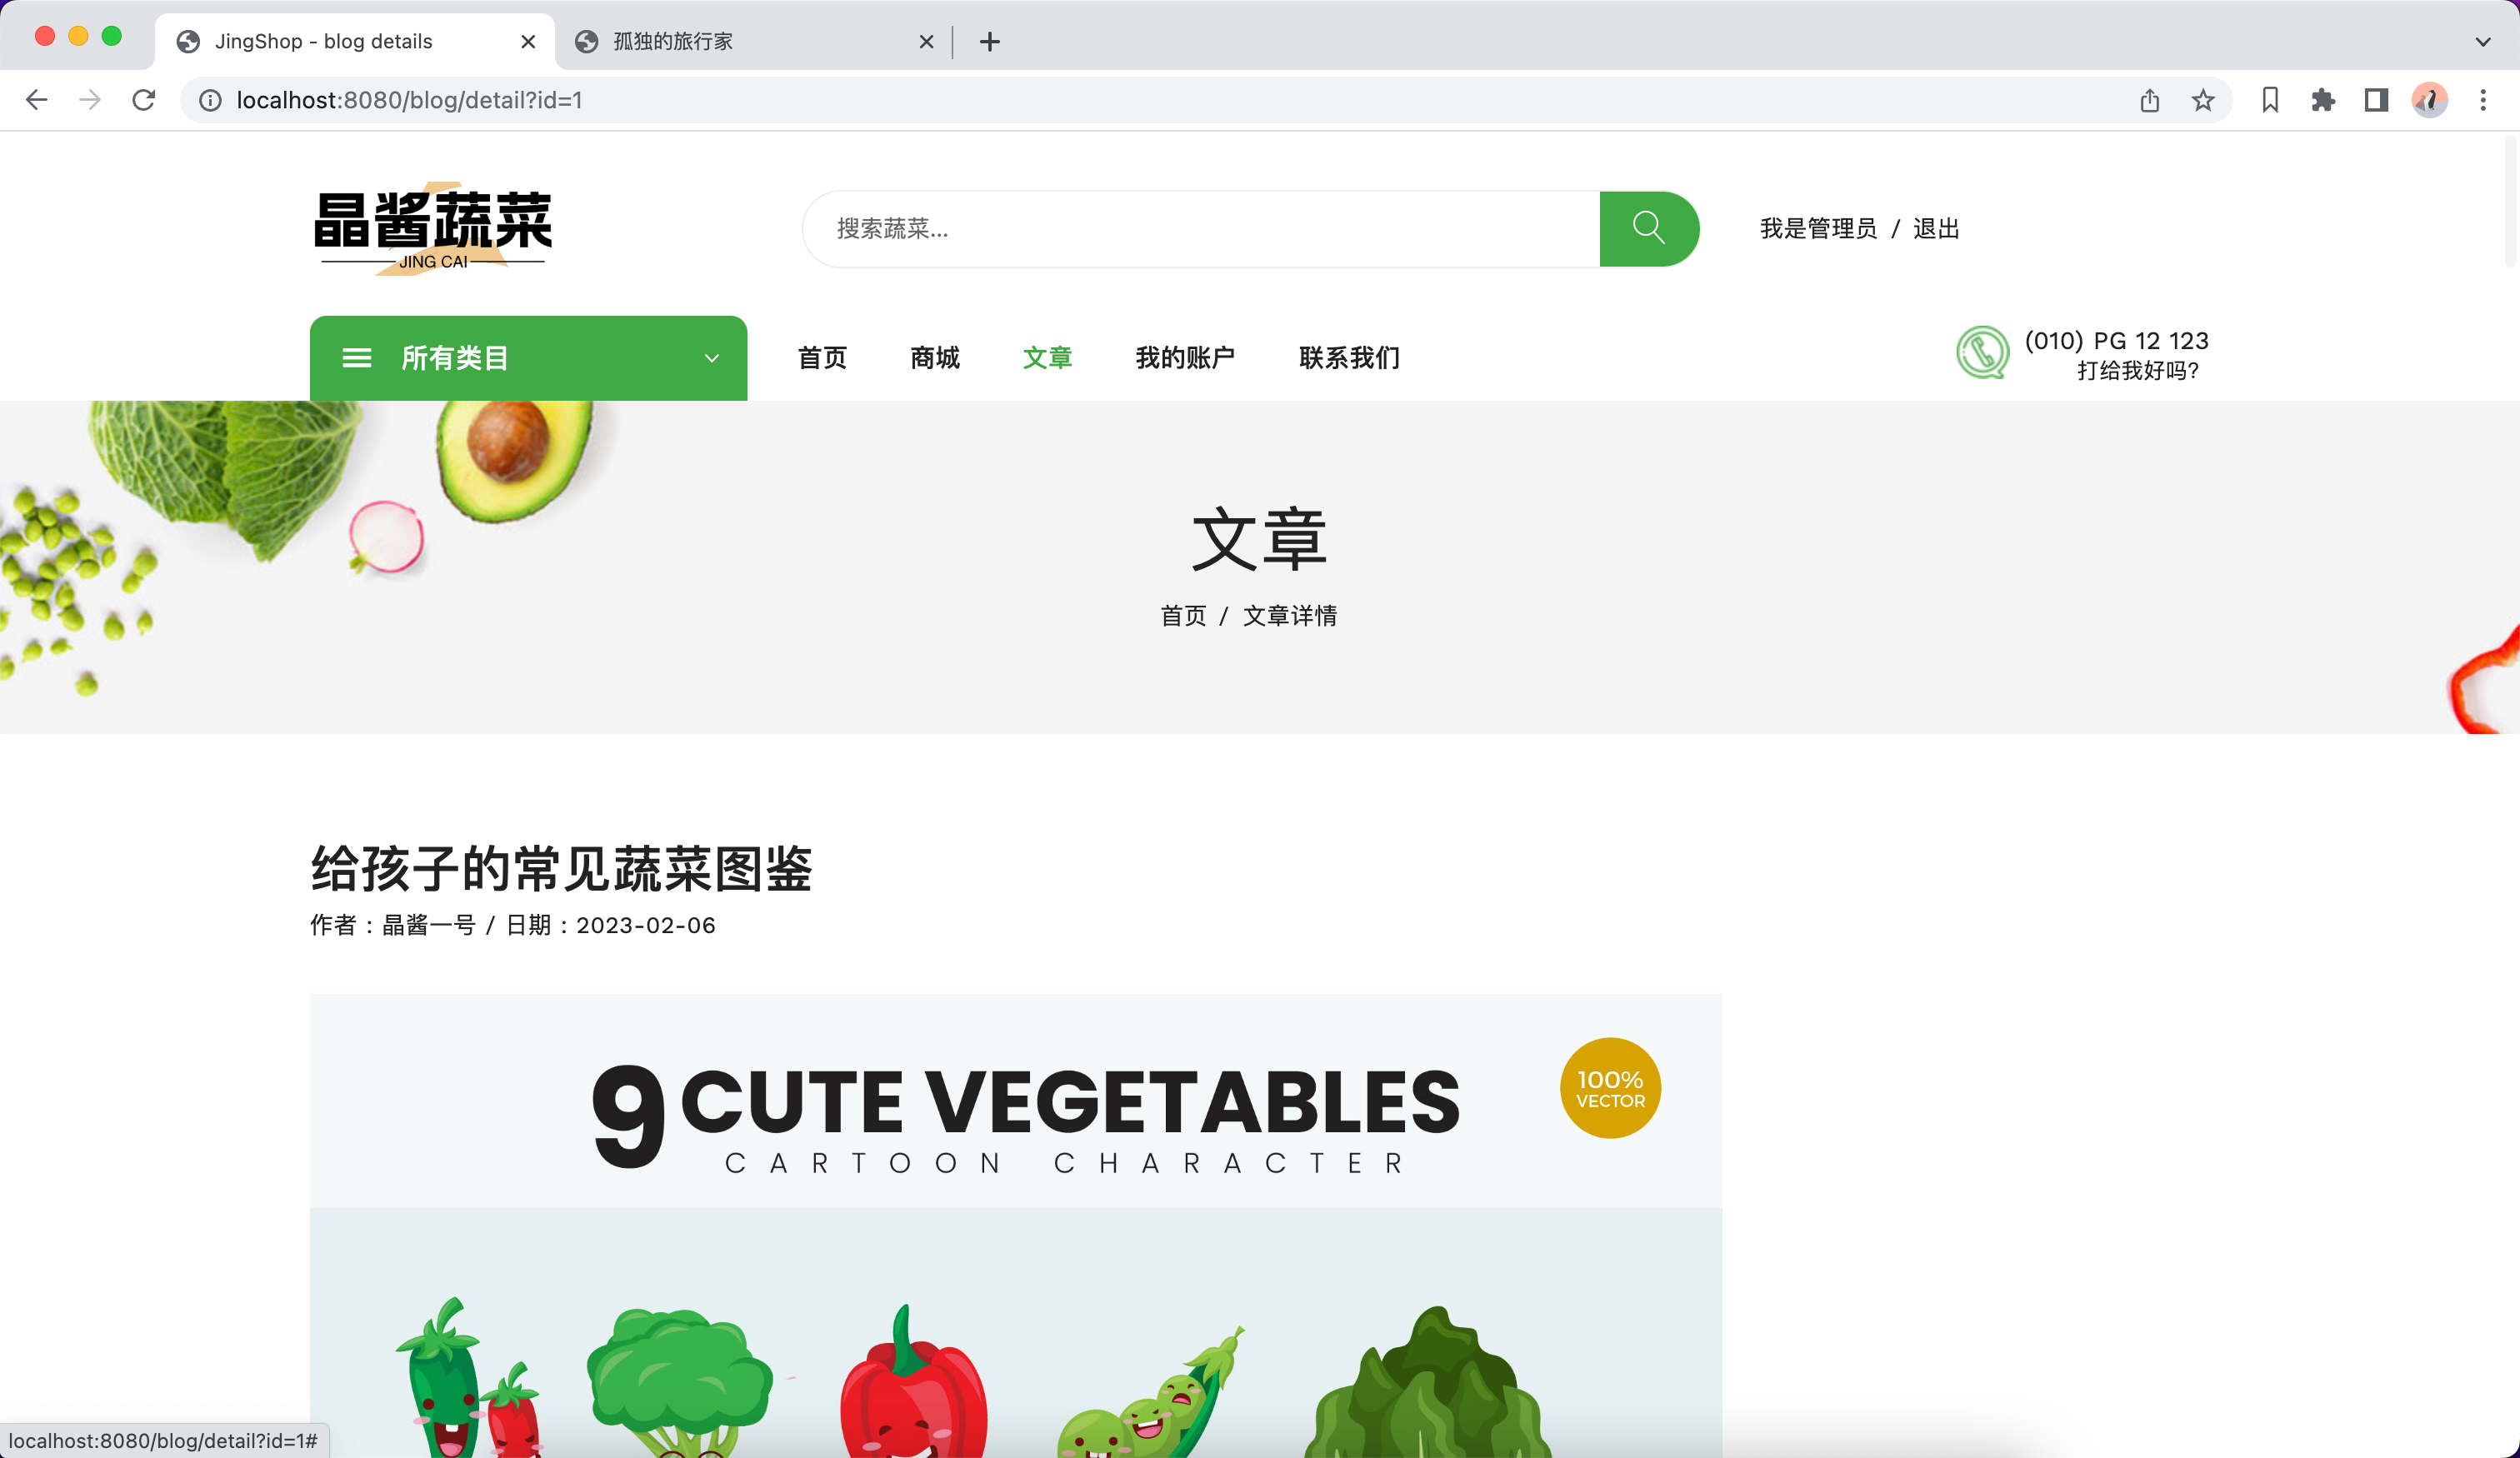 JingShop - blog details
孤独的旅行家
localhost:8080/blog/detail?id=1
晶酱蔬菜
JING CAI
搜索蔬菜...
我是管理员 / 退出
所有类目
首页
商城
文章
我的账户
联系我们
(010) PG 12 123
打给我好吗?
文章
首页 / 文章详情
给孩子的常见蔬菜图鉴
作者：晶酱一号 / 日期：2023-02-06
9 CUTE VEGETABLES
CARTOON CHARACTER
100%
VECTOR
localhost:8080/blog/detail?id=1#